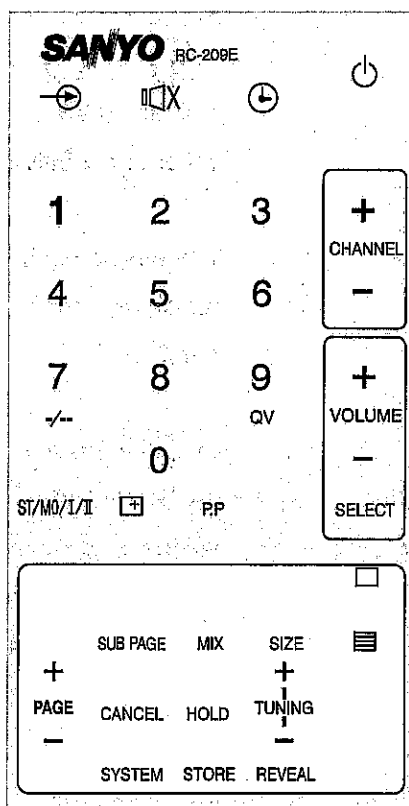 SANYO RC-209E
1 2 3 +
CHANNEL
4 5 6 -
7 8 9 +
-/-- QV VOLUME
0 -
ST/MO/I/II P.P SELECT
SUB PAGE MIX SIZE
+ +
PAGE CANCEL HOLD TUNING
- -
SYSTEM STORE REVEAL